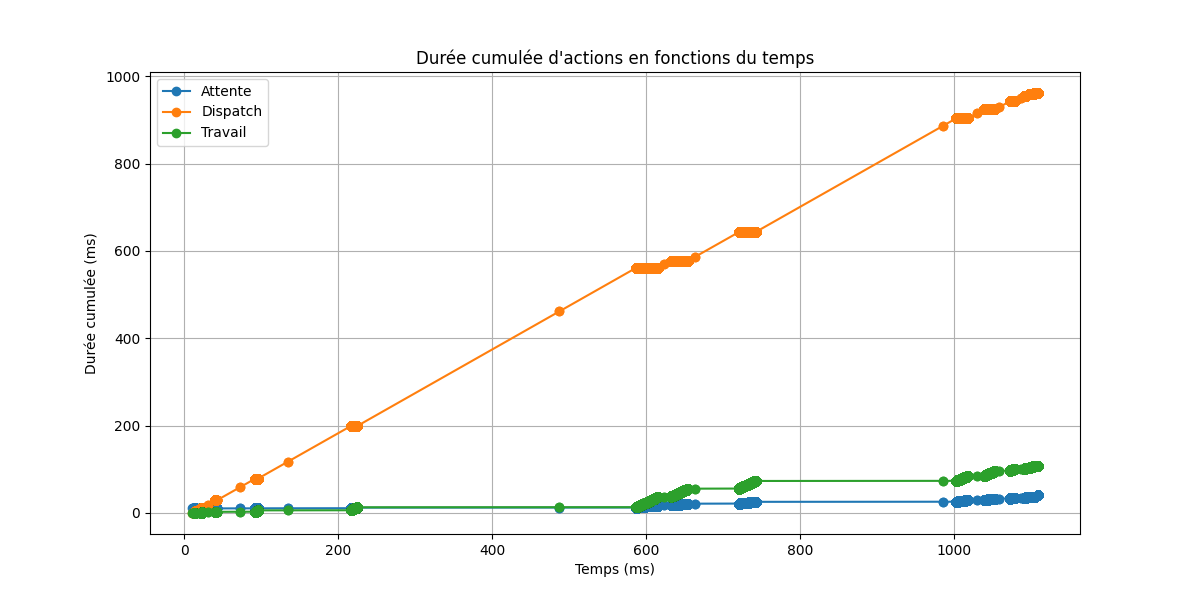 Durée cumulée d'actions en fonctions du temps
Attente
Dispatch
Travail
Durée cumulée (ms)
1000
800
600
400
200
0
0 200 400 600 800 1000
Temps (ms)